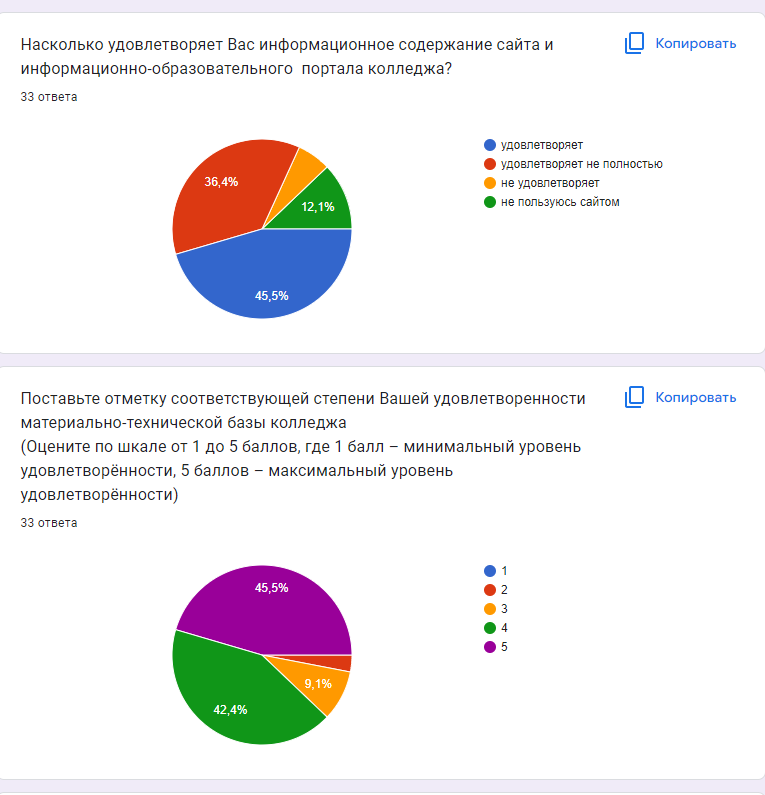 Насколько удовлетворяет Вас информационное содержание сайта и
информационно-образовательного портала колледжа?
Копировать
33 ответа
36,4%
12,1%
45,5%
удовлетворяет
удовлетворяет не полностью
не удовлетворяет
не пользуюсь сайтом
Поставьте отметку соответствующей степени Вашей удовлетворенности
материально-технической базы колледжа
(Оцените по шкале от 1 до 5 баллов, где 1 балл – минимальный уровень
удовлетворённости, 5 баллов – максимальный уровень
удовлетворённости)
Копировать
33 ответа
45,5%
9,1%
42,4%
1
2
3
4
5